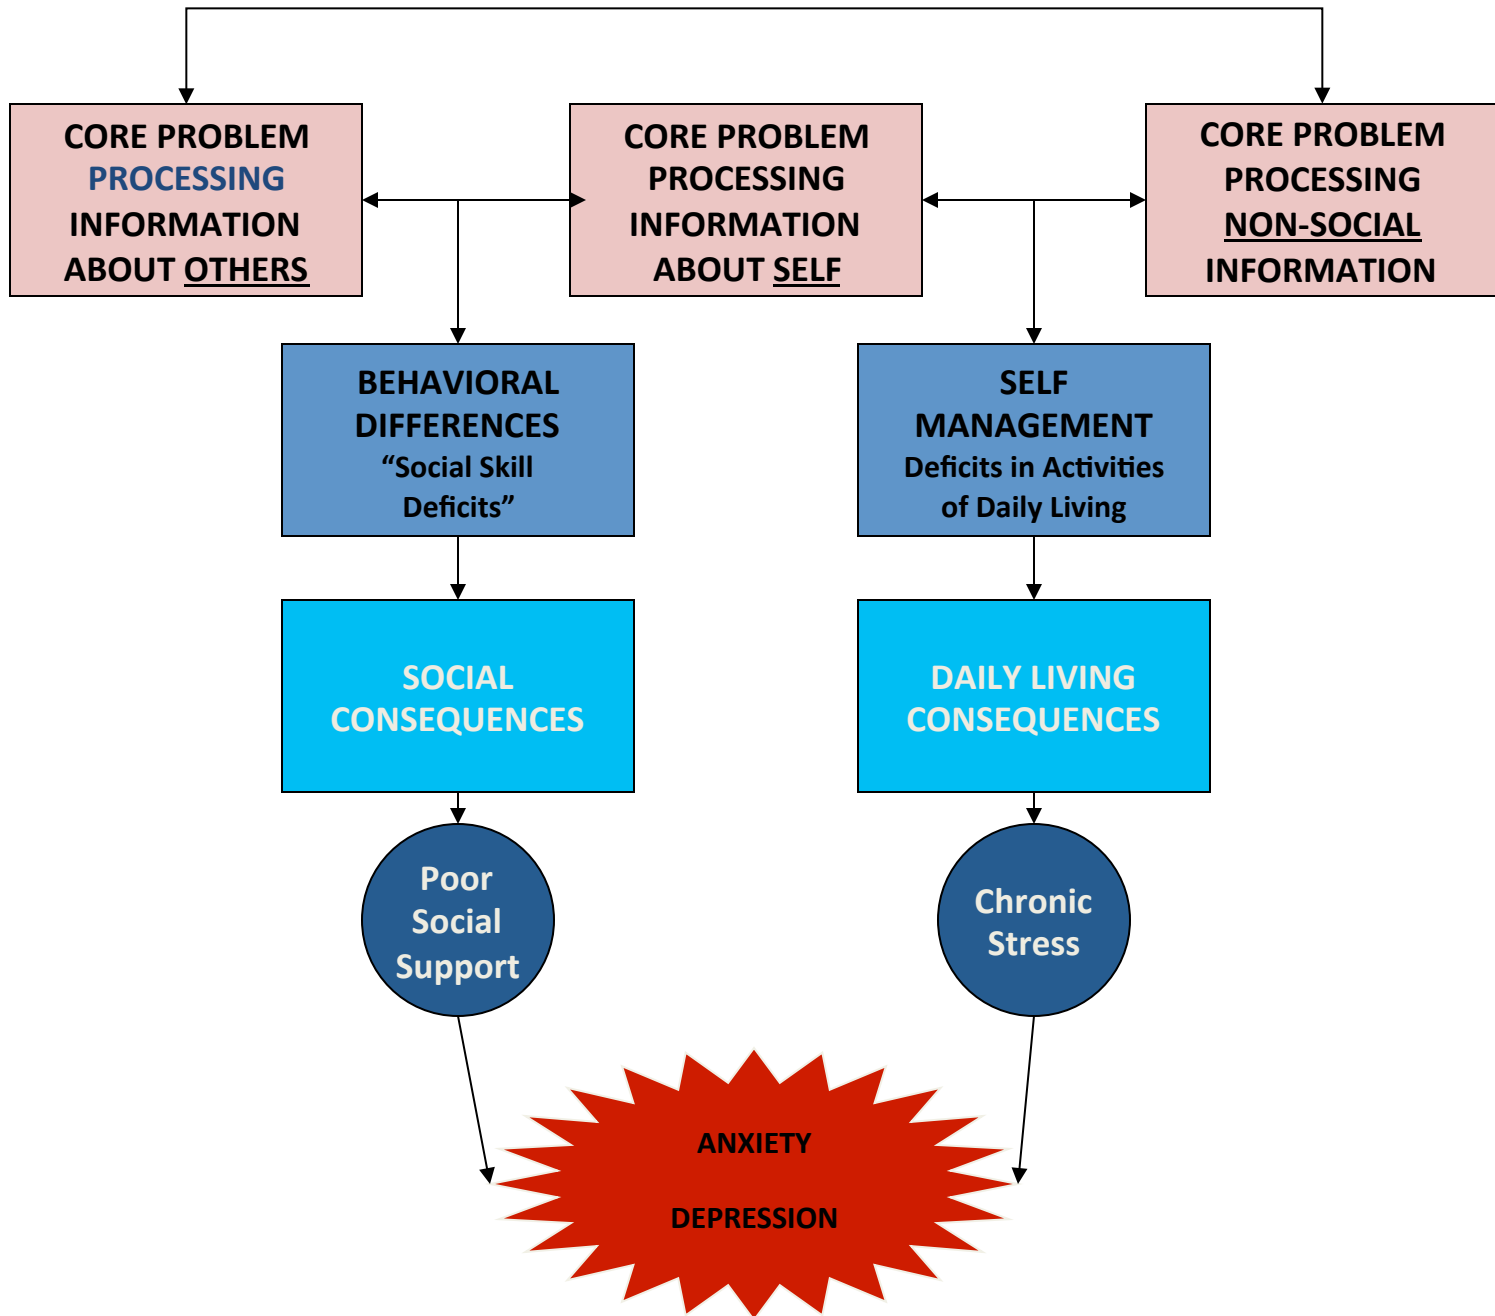 CORE PROBLEM
PROCESSING
INFORMATION
ABOUT OTHERS
CORE PROBLEM
PROCESSING
INFORMATION
ABOUT SELF
CORE PROBLEM
PROCESSING
NON-SOCIAL
INFORMATION
BEHAVIORAL
DIFFERENCES
“Social Skill
Deficits”
SELF
MANAGEMENT
Deficits in Activities
of Daily Living
SOCIAL
CONSEQUENCES
DAILY LIVING
CONSEQUENCES
Poor
Social
Support
Chronic
Stress
ANXIETY
DEPRESSION